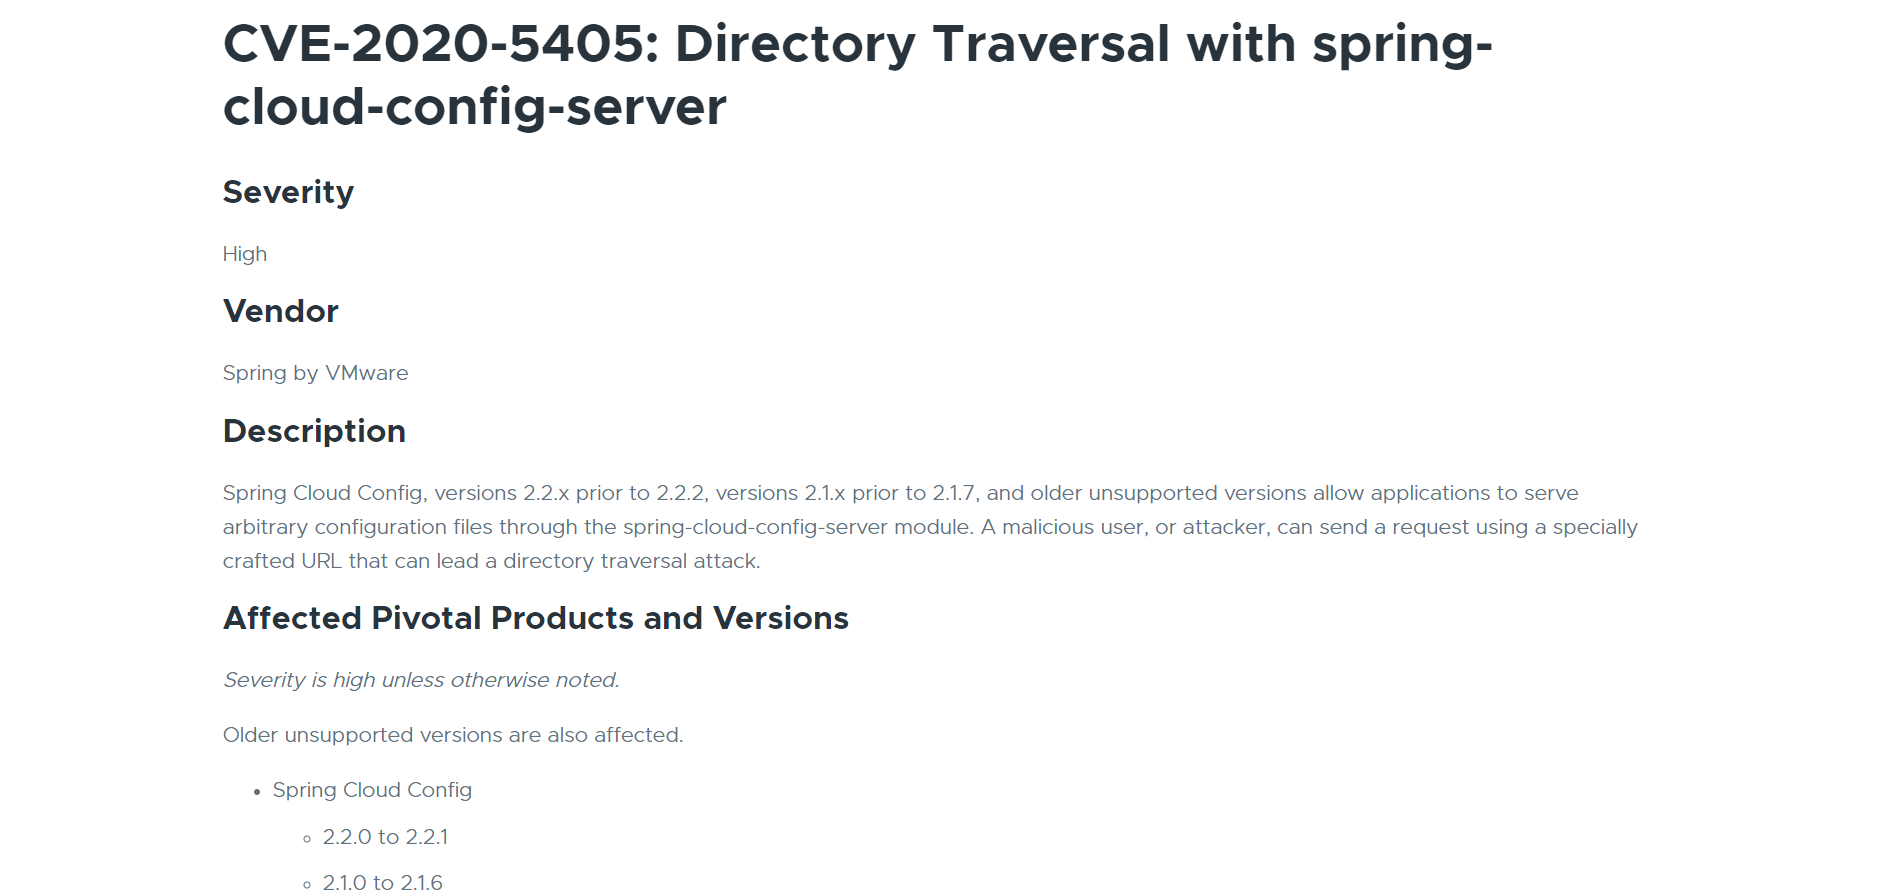 CVE-2020-5405: Directory Traversal with spring-
cloud-config-server
Severity
High
Vendor
Spring by VMware
Description
Spring Cloud Config, versions 2.2.x prior to 2.2.2, versions 2.1.x prior to 2.1.7, and older unsupported versions allow applications to serve
arbitrary configuration files through the spring-cloud-config-server module. A malicious user, or attacker, can send a request using a specially
crafted URL that can lead a directory traversal attack.
Affected Pivotal Products and Versions
Severity is high unless otherwise noted.
Older unsupported versions are also affected.
• Spring Cloud Config
◦ 2.2.0 to 2.2.1
◦ 2.1.0 to 2.1.6